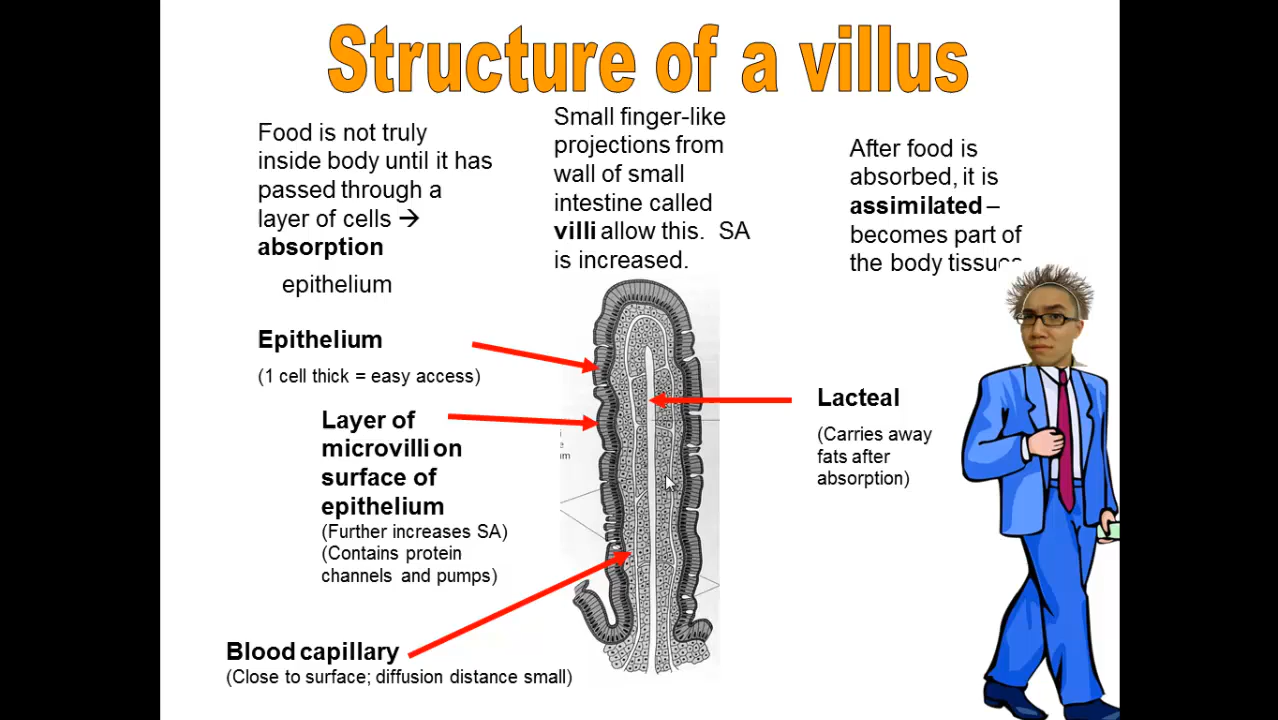 Structure of a villus
Food is not truly
inside body until it has
passed through a
layer of cells →
absorption
epithelium
Small finger-like
projections from
wall of small
intestine called
villi allow this.  SA
is increased.
After food is
absorbed, it is
assimilated –
becomes part of
the body
Epithelium
(1 cell thick = easy access)
Layer of
microvilli on
surface of
epithelium
(Further increases SA)
(Contains protein
channels and pumps)
Blood capillary
(Close to surface; diffusion distance small)
Lacteal
(Carries away
fats after
absorption)